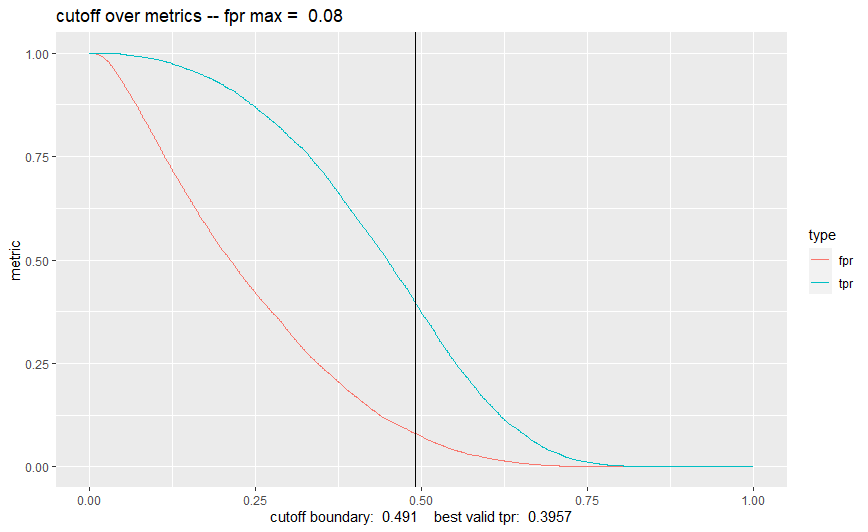 cutoff over metrics -- fpr max =  0.08
1.00
0.75
0.50
0.25
0.00
metric
0.00
0.25
0.50
0.75
1.00
cutoff boundary:  0.491    best valid tpr:  0.3957
type
fpr
tpr